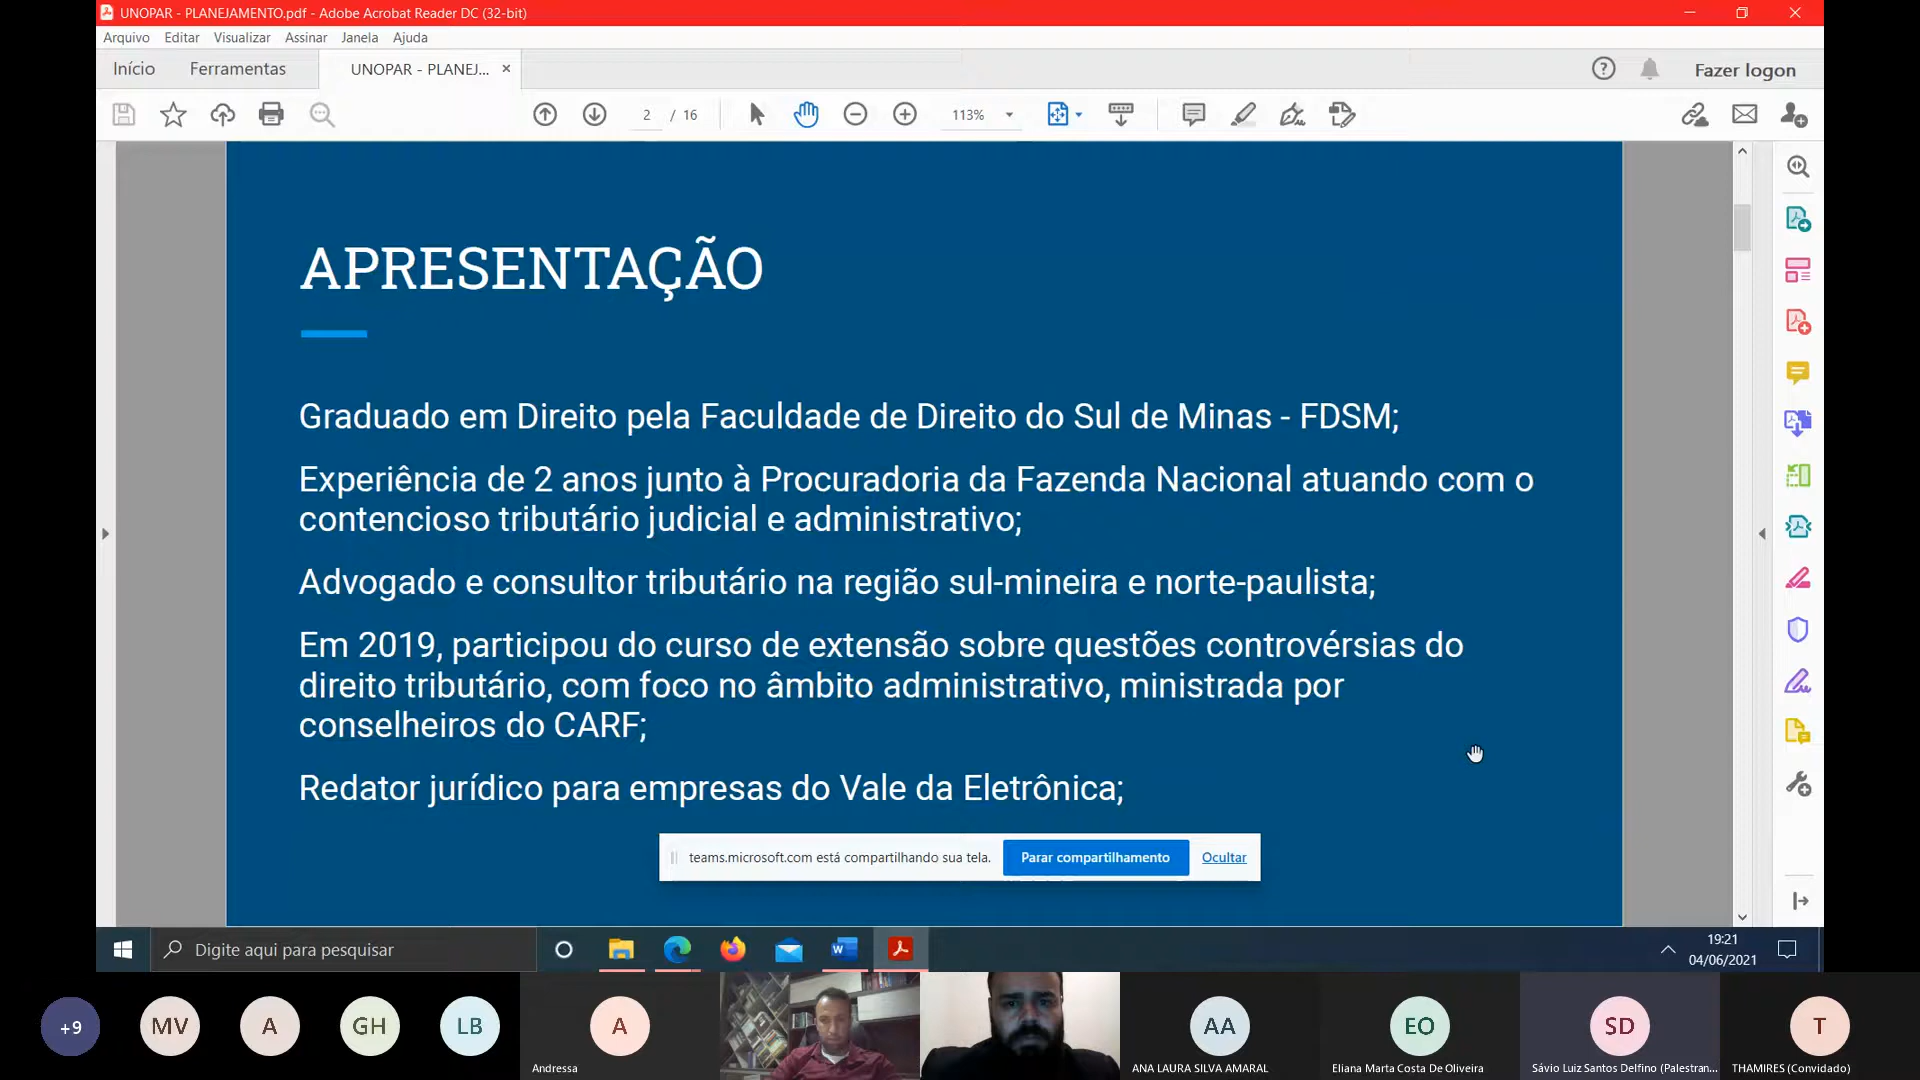 UNOPAR - PLANEJAMENTO.pdf - Adobe Acrobat Reader DC (32-bit)
Arquivo Editar Visualizar Assinar Janela Ajuda
Início Ferramentas UNOPAR - PLANEJ... Fazer logon
2 / 16 113%
APRESENTAÇÃO
Graduado em Direito pela Faculdade de Direito do Sul de Minas - FDSM;
Experiência de 2 anos junto à Procuradoria da Fazenda Nacional atuando com o
contencioso tributário judicial e administrativo;
Advogado e consultor tributário na região sul-mineira e norte-paulista;
Em 2019, participou do curso de extensão sobre questões controvérsias do
direito tributário, com foco no âmbito administrativo, ministrada por
conselheiros do CARF;
Redator jurídico para empresas do Vale da Eletrônica;
teams.microsoft.com está compartilhando sua tela. Parar compartilhamento Ocultar
Digite aqui para pesquisar
19:21
04/06/2021
+9 MV A GH LB A AA EO SD T
Andressa ANA LAURA SILVA AMARAL Eliana Marta Costa De Oliveira Sávio Luiz Santos Delfino (Palestran... THAMIRES (Convidado)